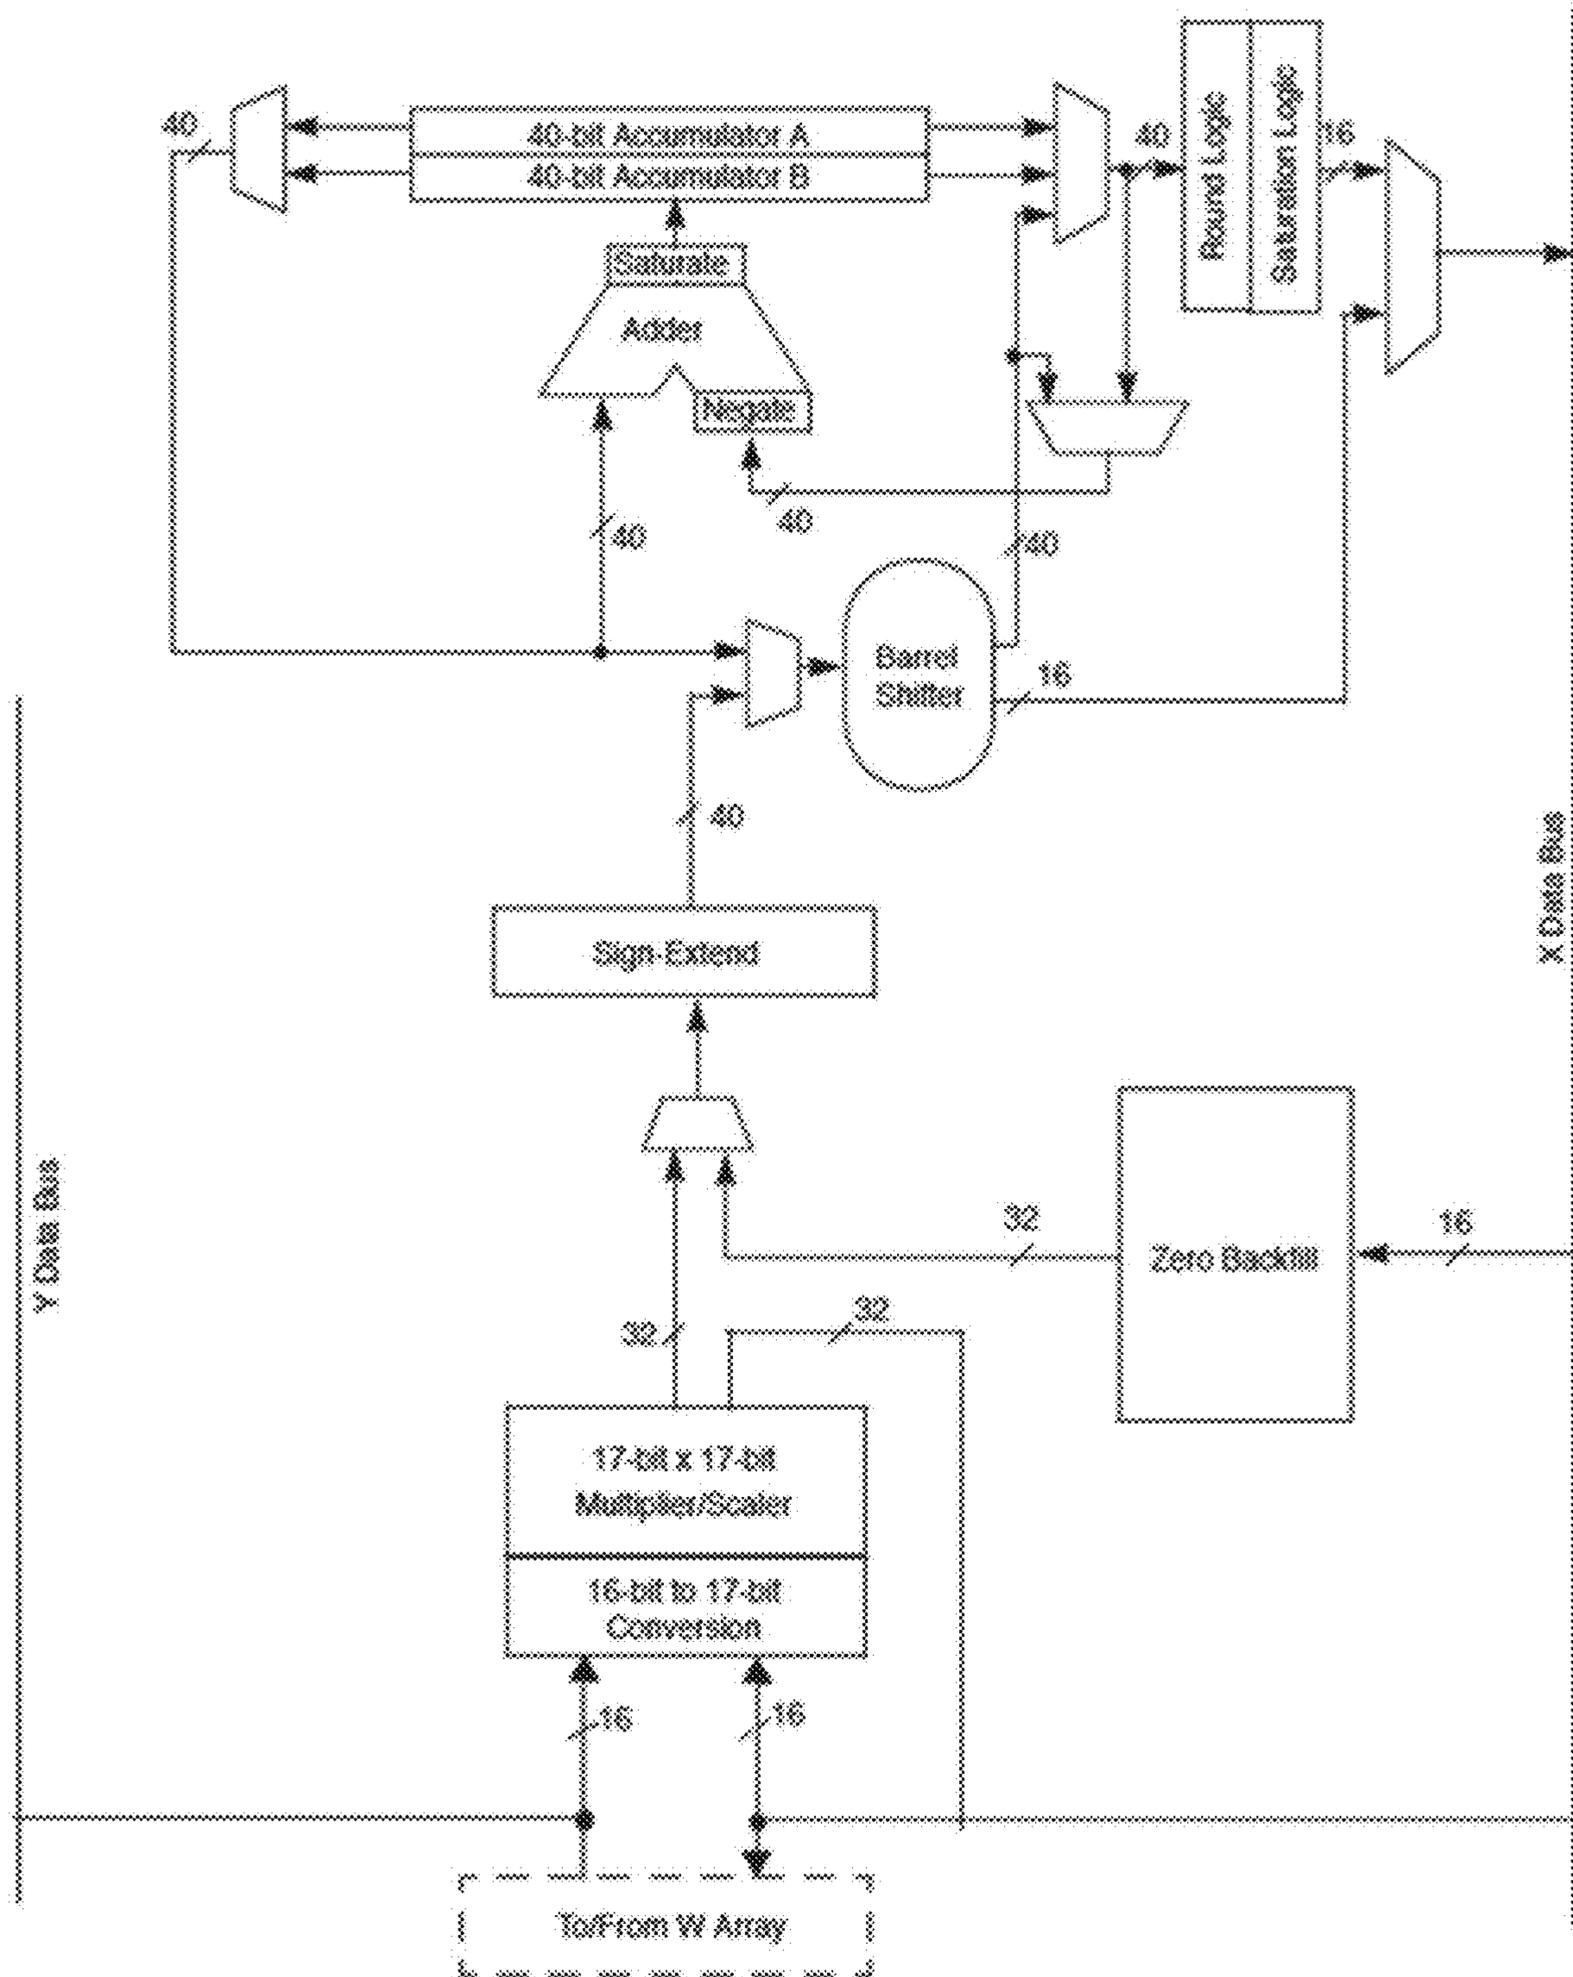 40
40-bit Accumulator A
40-bit Accumulator B
40
Round Logic
Saturation Logic
16
Saturate
Adder
Negate
40
40
40
Barrel
Shifter
16
40
X Data Bus
Sign-Extend
Y Data Bus
32
16
Zero Backfill
32
32
17-bit x 17-bit
Multiplier/Scaler
16-bit to 17-bit
Conversion
16
16
To/From W Array